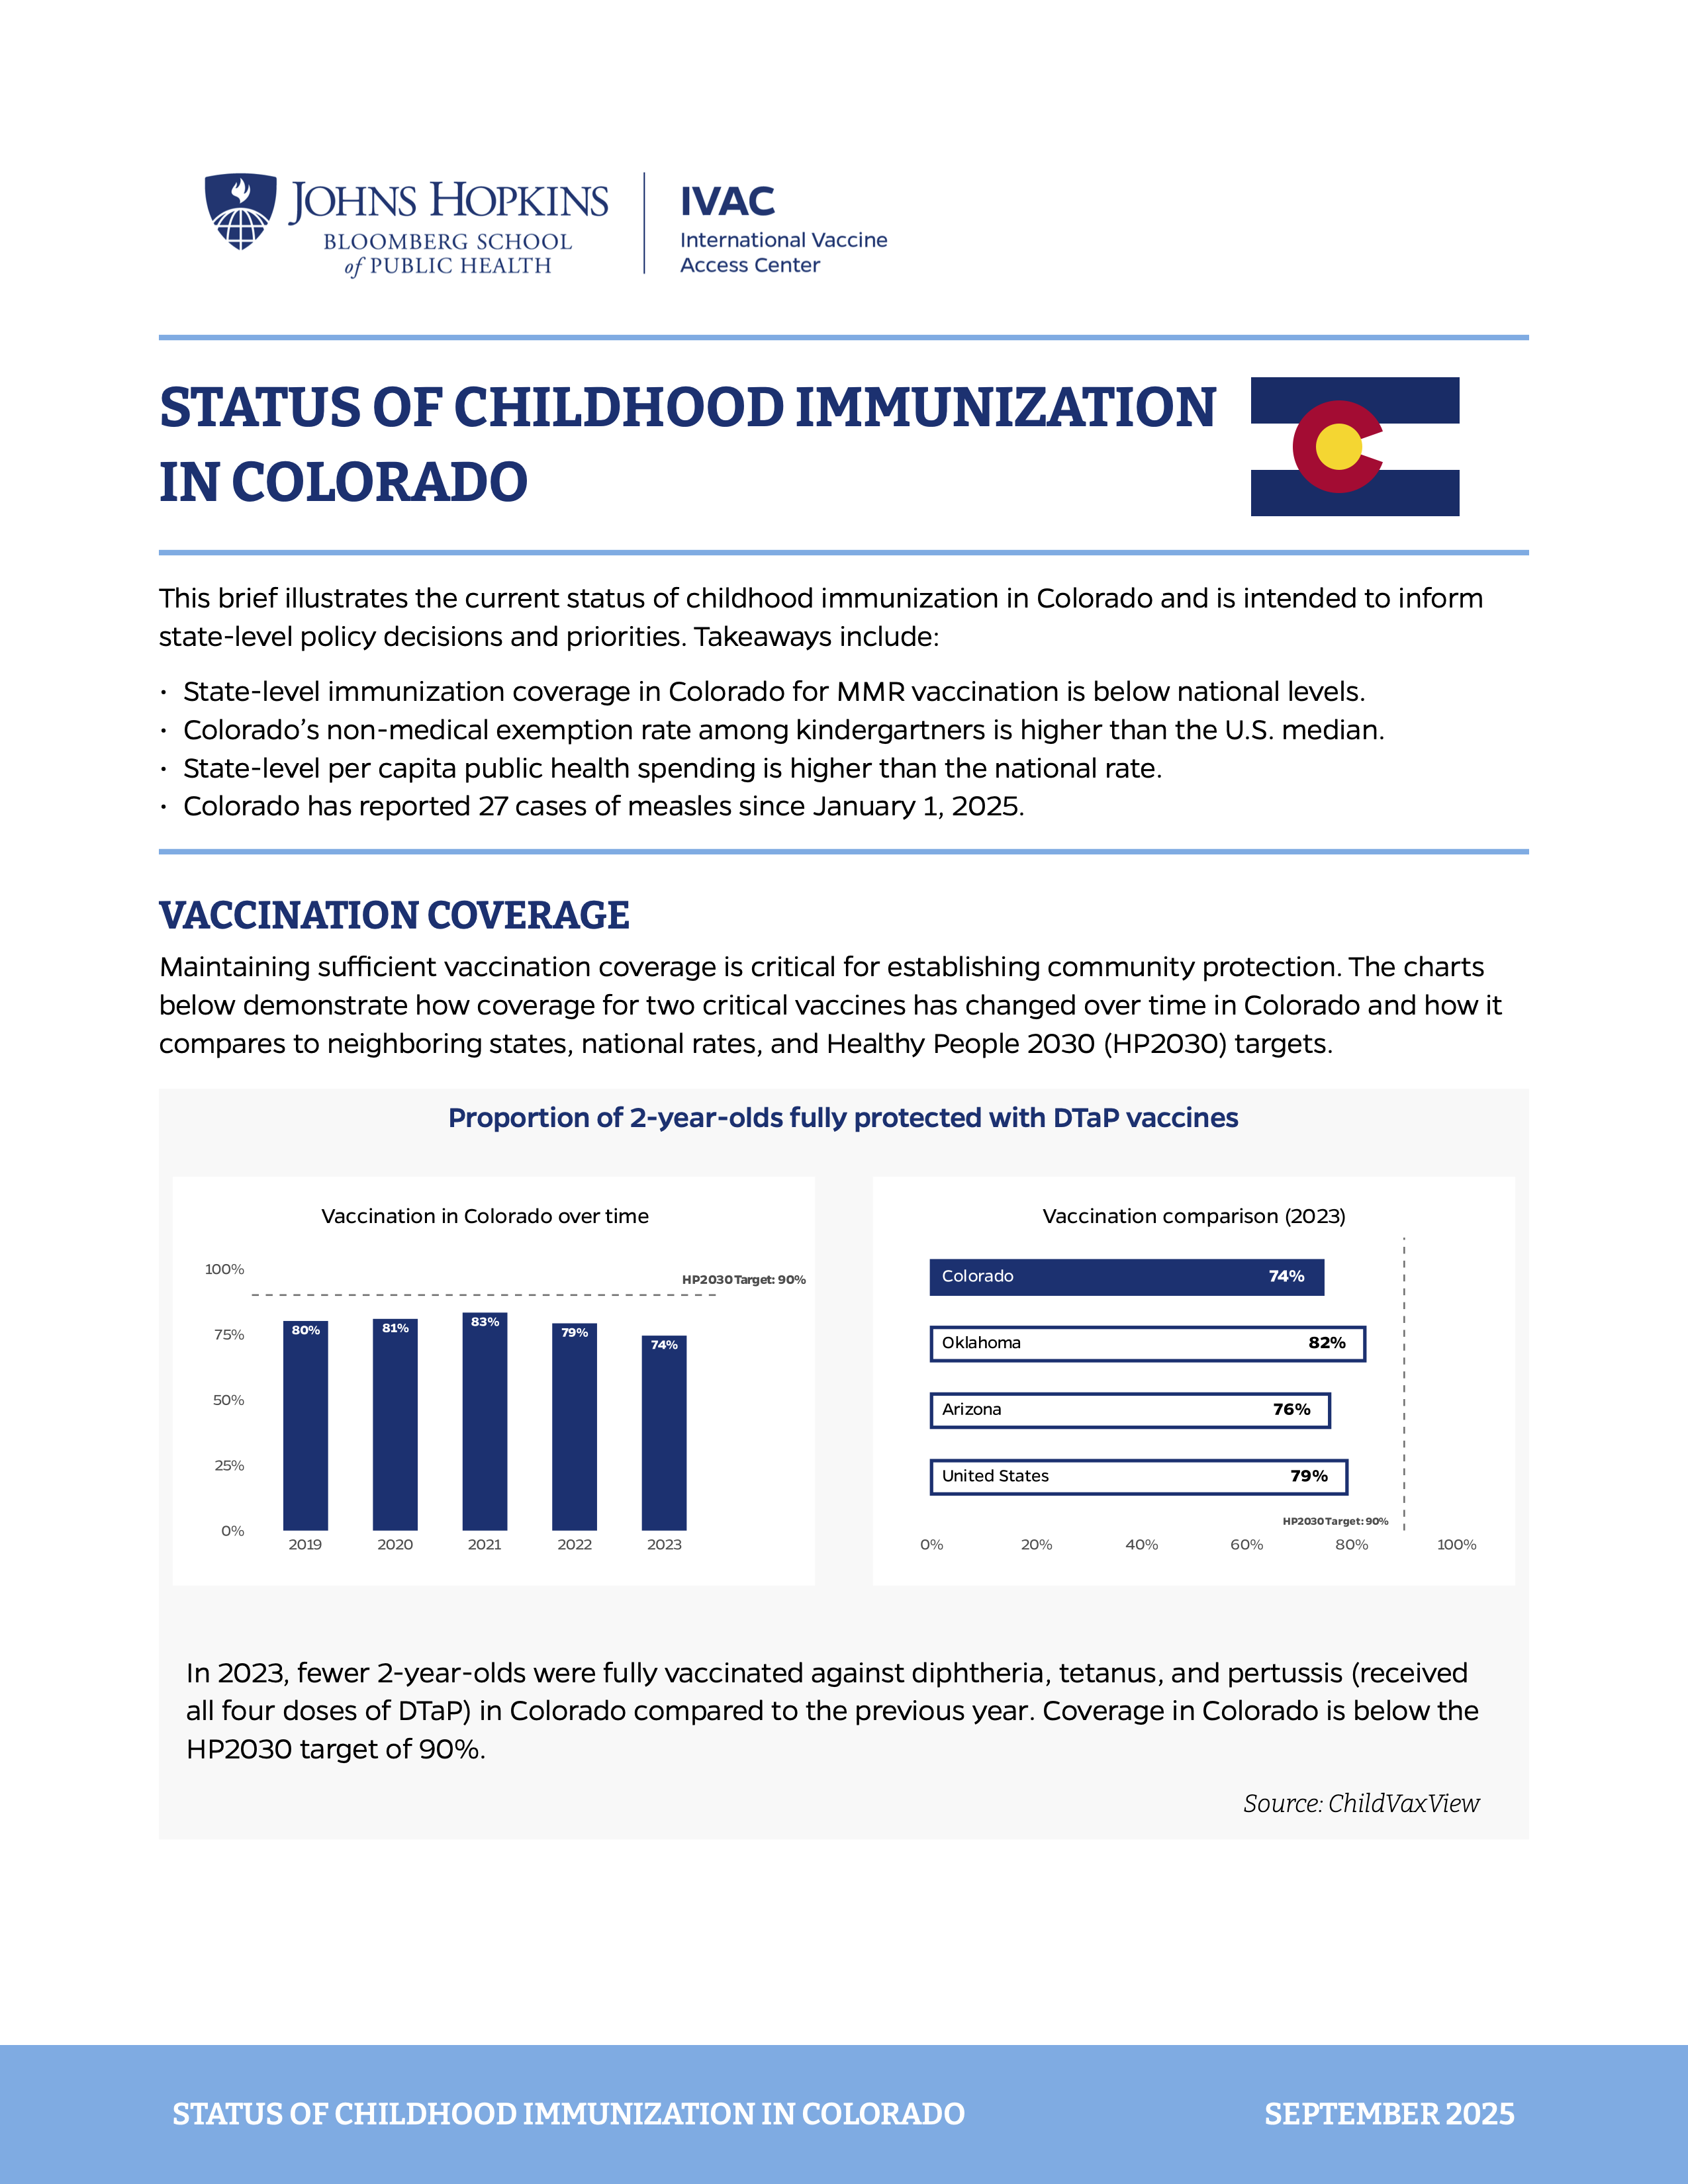 JOHNS HOPKINS
BLOOMBERG SCHOOL
of PUBLIC HEALTH
IVAC
International Vaccine
Access Center
STATUS OF CHILDHOOD IMMUNIZATION
IN COLORADO
This brief illustrates the current status of childhood immunization in Colorado and is intended to inform
state-level policy decisions and priorities. Takeaways include:
• State-level immunization coverage in Colorado for MMR vaccination is below national levels.
• Colorado’s non-medical exemption rate among kindergartners is higher than the U.S. median.
• State-level per capita public health spending is higher than the national rate.
• Colorado has reported 27 cases of measles since January 1, 2025.
VACCINATION COVERAGE
Maintaining sufficient vaccination coverage is critical for establishing community protection. The charts
below demonstrate how coverage for two critical vaccines has changed over time in Colorado and how it
compares to neighboring states, national rates, and Healthy People 2030 (HP2030) targets.
Proportion of 2-year-olds fully protected with DTaP vaccines
Vaccination in Colorado over time
100%
HP2030 Target: 90%
75%
50%
25%
0%
80%
81%
83%
79%
74%
2019 2020 2021 2022 2023
Vaccination comparison (2023)
Colorado 74%
Oklahoma 82%
Arizona 76%
United States 79%
HP2030 Target: 90%
0% 20% 40% 60% 80% 100%
In 2023, fewer 2-year-olds were fully vaccinated against diphtheria, tetanus, and pertussis (received
all four doses of DTaP) in Colorado compared to the previous year. Coverage in Colorado is below the
HP2030 target of 90%.
Source: ChildVaxView
STATUS OF CHILDHOOD IMMUNIZATION IN COLORADO
SEPTEMBER 2025